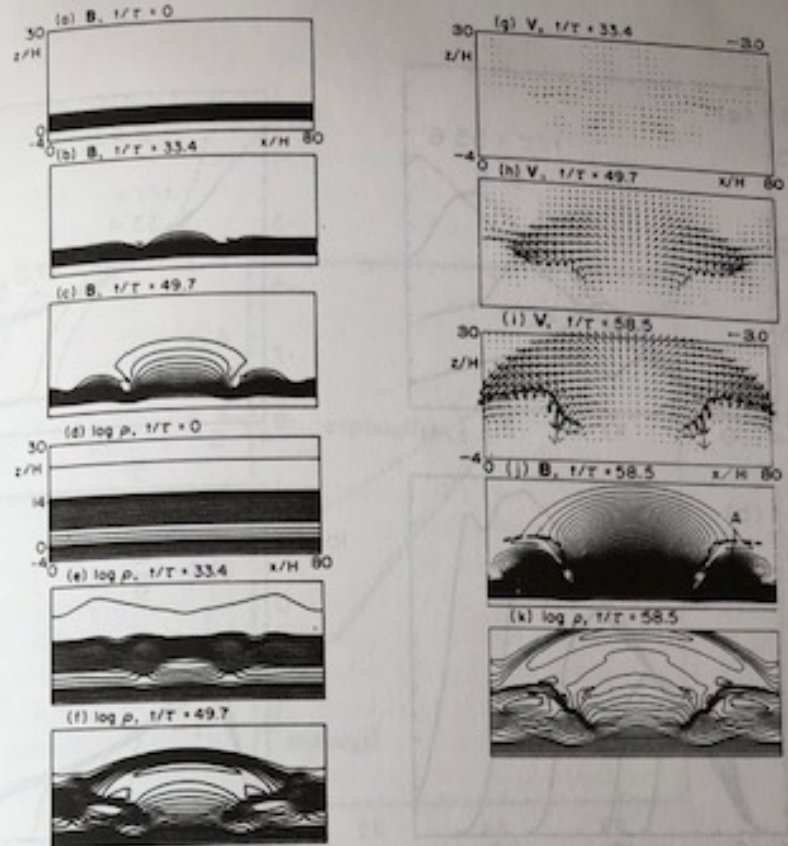 (a) B, t/τ = 0
30
z/H
0
-4
0
x/H
80
(b) B, t/τ = 33.4
(c) B, t/τ = 49.7
(d) log ρ, t/τ = 0
30
z/H
14
0
-4
0
x/H
80
(e) log ρ, t/τ = 33.4
(f) log ρ, t/τ = 49.7
(g) V, t/τ = 33.4
→3.0
30
z/H
-4
0
x/H
80
(h) V, t/τ = 49.7
(i) V, t/τ = 58.5
→3.0
30
z/H
-4
0
x/H
80
(j) B, t/τ = 58.5
A
(k) log ρ, t/τ = 58.5